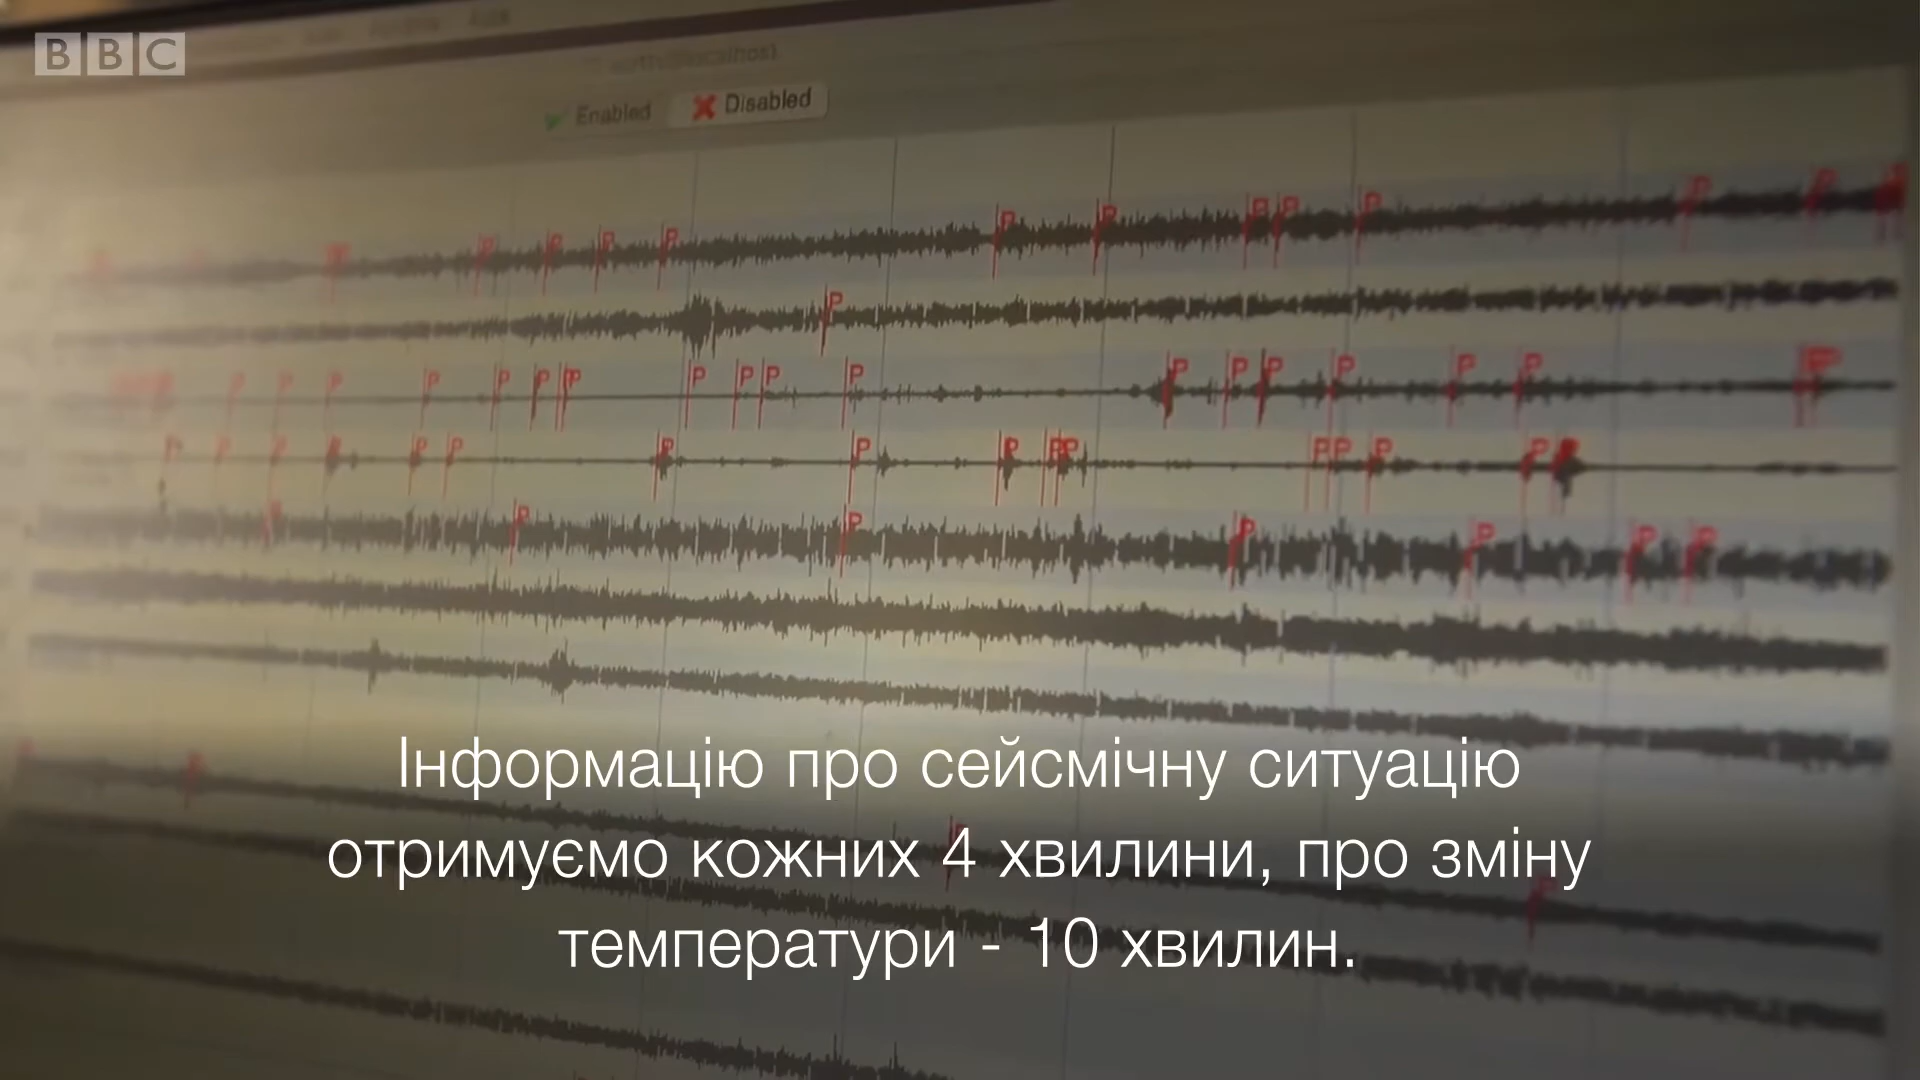 BBC
Enabled
Disabled
Інформацію про сейсмічну ситуацію
отримуємо кожних 4 хвилини, про зміну
температури - 10 хвилин.